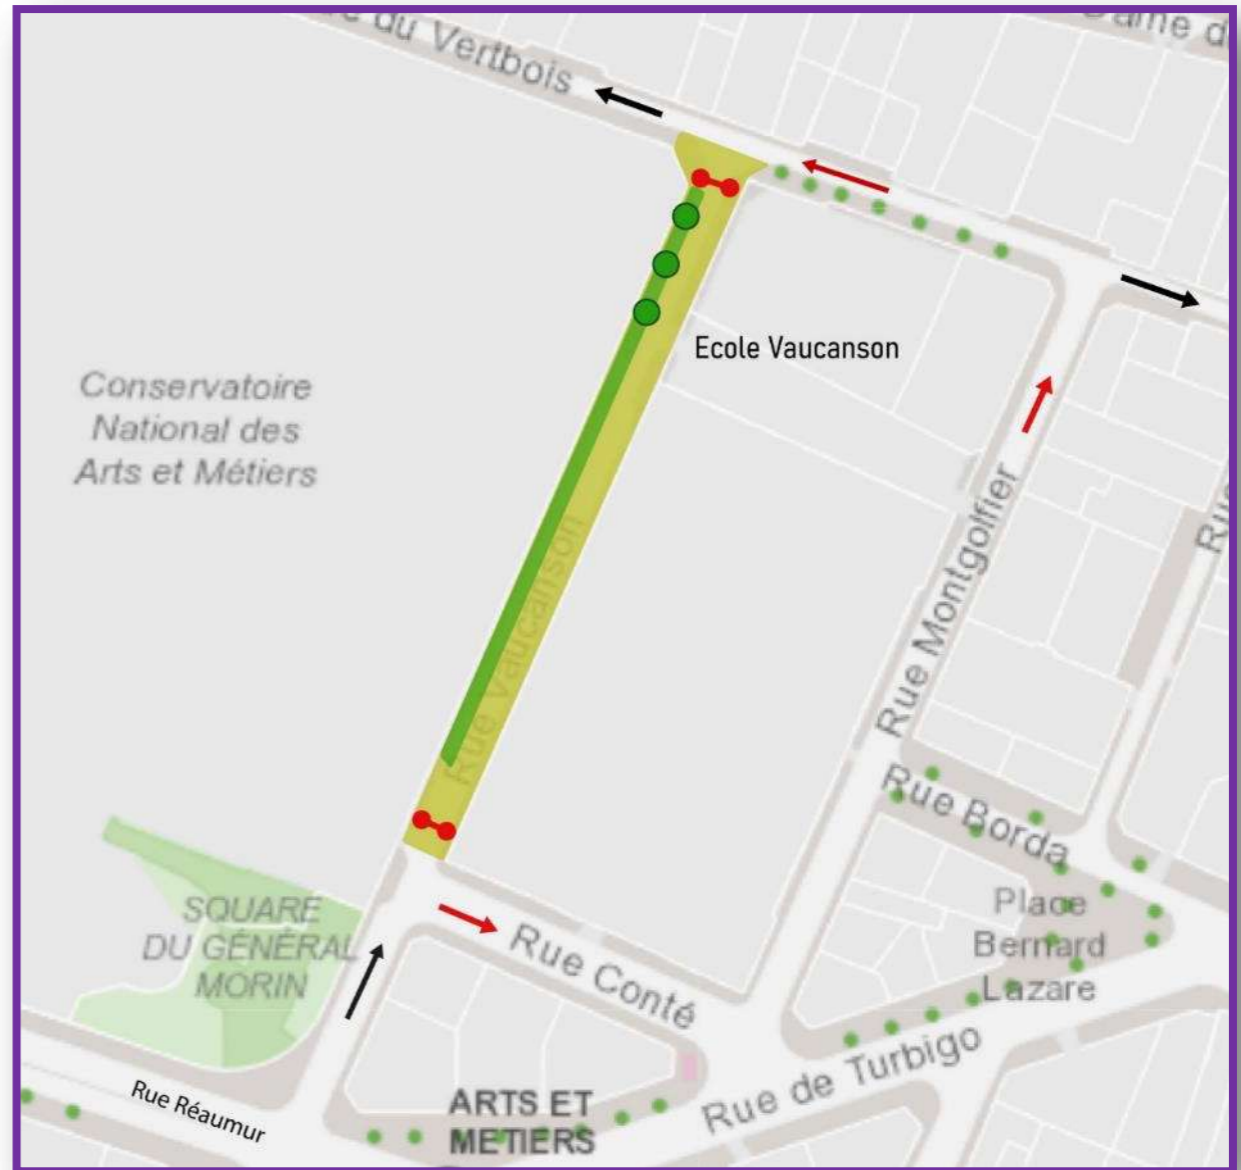 du Vertbois
Ecole Vaucanson
Conservatoire
National des
Arts et Métiers
Rue Vaucanson
Rue Montgolfier
Rue Borda
Place
Bernard
Lazare
SQUARE
DU GÉNÉRAL
MORIN
Rue Conté
Rue de Turbigo
ARTS ET
METIERS
Rue Réaumur